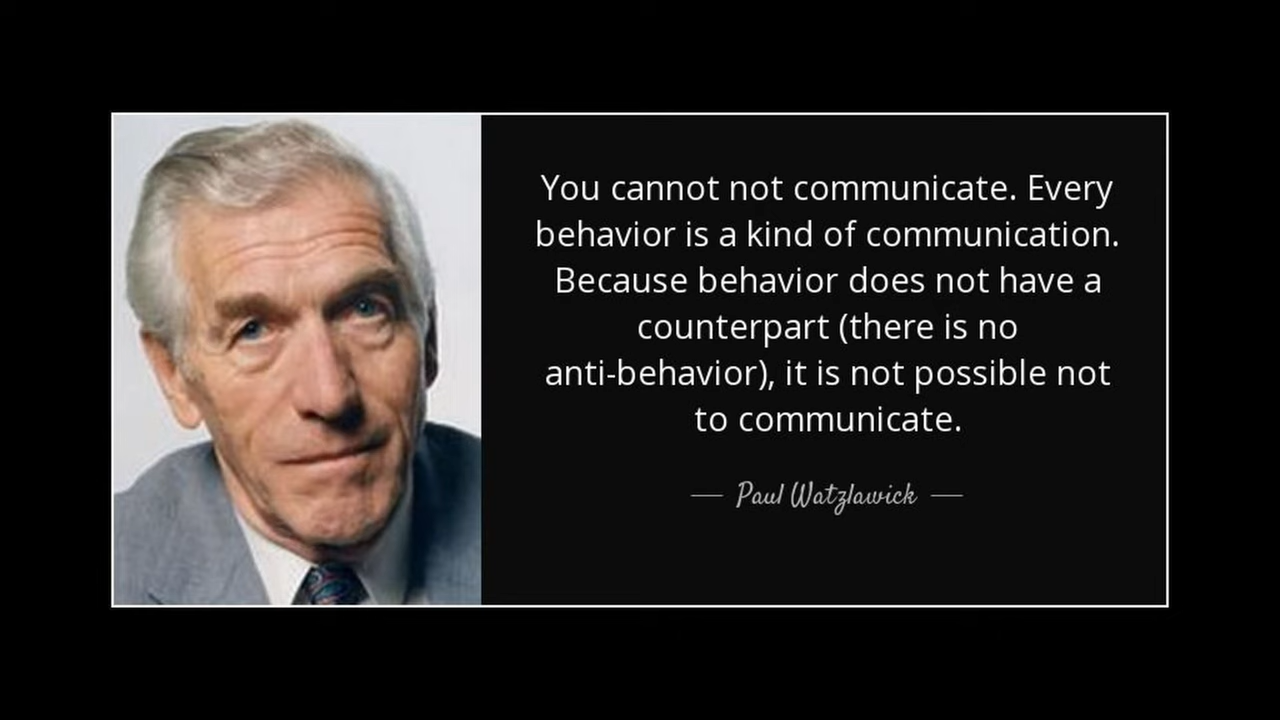 You cannot not communicate. Every
behavior is a kind of communication.
Because behavior does not have a
counterpart (there is no
anti-behavior), it is not possible not
to communicate.
Paul Watzlawick